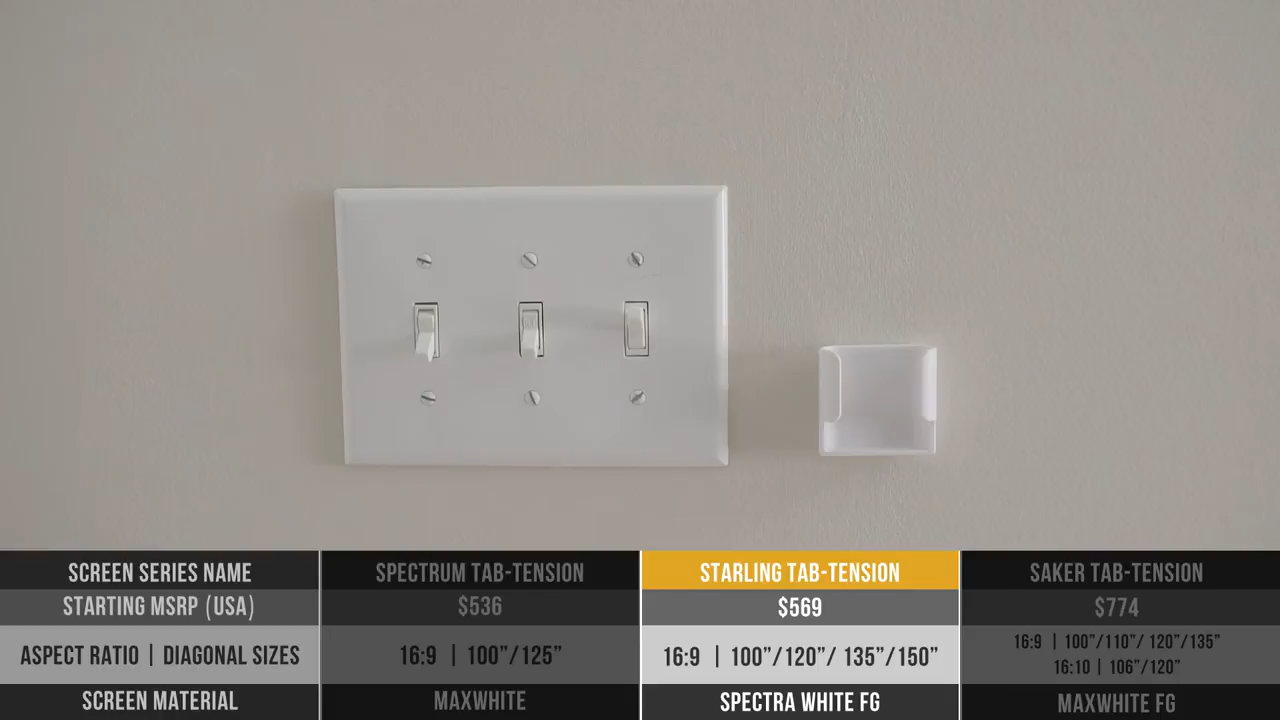 SCREEN SERIES NAME
SPECTRUM TAB-TENSION
STARLING TAB-TENSION
SAKER TAB-TENSION
STARTING MSRP (USA)
$536
$569
$774
ASPECT RATIO | DIAGONAL SIZES
16:9 | 100”/125”
16:9 | 100”/120”/ 135”/150”
16:9 | 100”/110”/ 120”/135”
16:10 | 106”/120”
SCREEN MATERIAL
MAXWHITE
SPECTRA WHITE FG
MAXWHITE FG